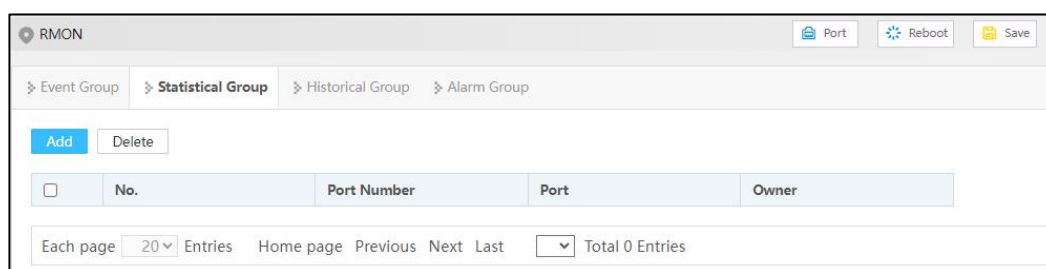 RMON Port Reboot Save
Event Group Statistical Group Historical Group Alarm Group
Add Delete
No. Port Number Port Owner
Each page 20 Entries Home page Previous Next Last Total 0 Entries